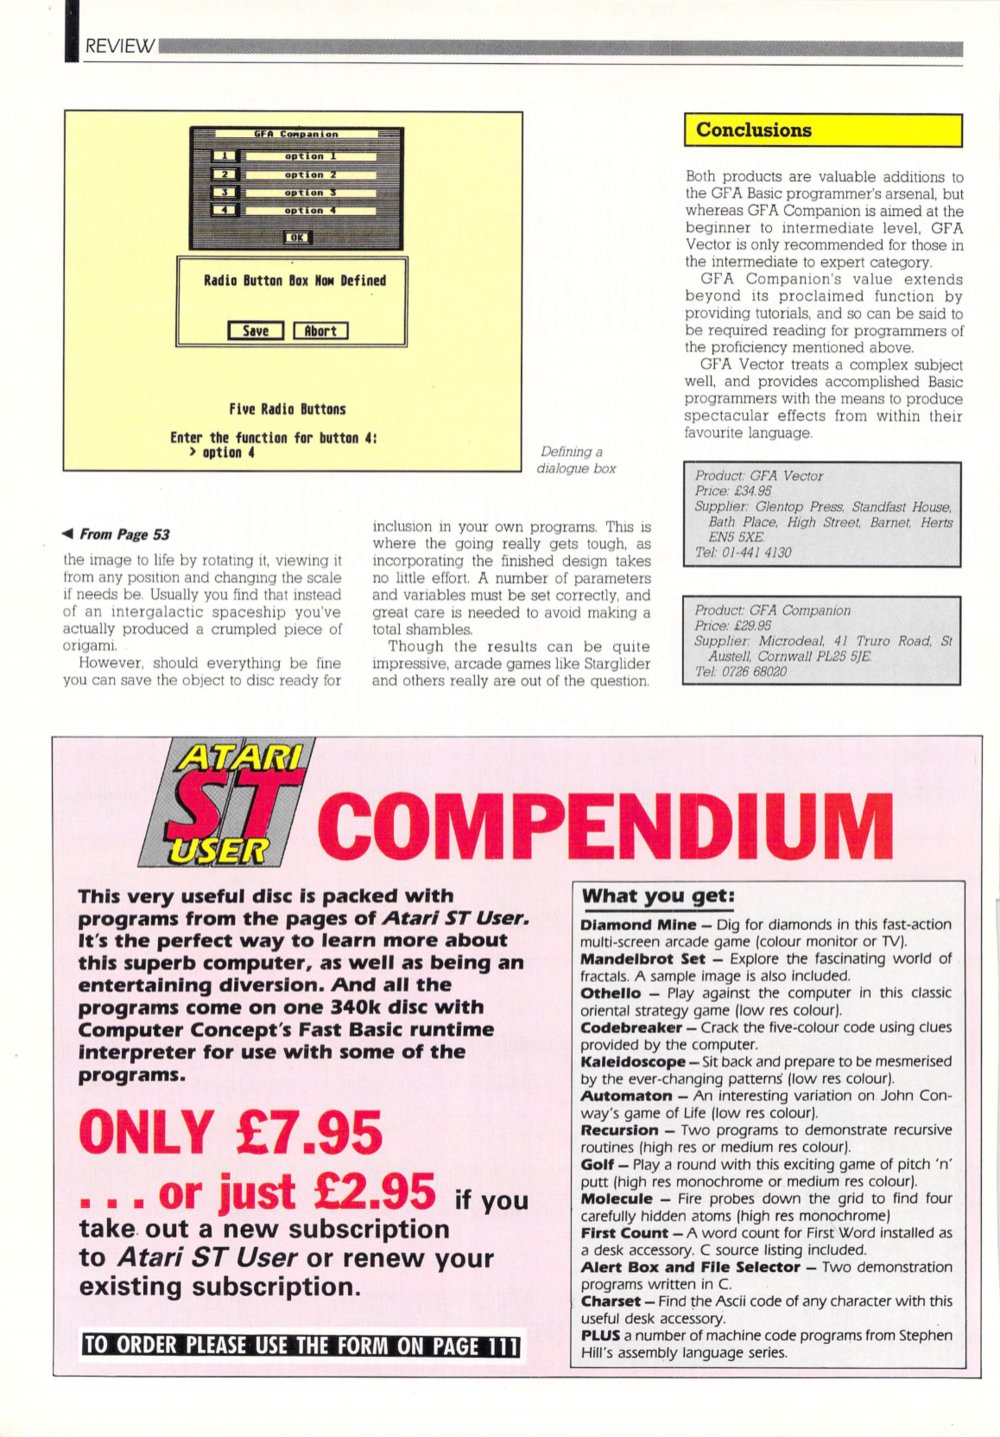 REVIEW
GFA Companion
1 option 1
2 option 2
3 option 3
4 option 4
OK
Radio Button Box Now Defined
Save Abort
Five Radio Buttons
Enter the function for button 4:
> option 4
Defining a
dialogue box
◄ From Page 53
the image to life by rotating it, viewing it
from any position and changing the scale
if needs be. Usually you find that instead
of an intergalactic spaceship you've
actually produced a crumpled piece of
origami.
However, should everything be fine
you can save the object to disc ready for
inclusion in your own programs. This is
where the going really gets tough, as
incorporating the finished design takes
no little effort. A number of parameters
and variables must be set correctly, and
great care is needed to avoid making a
total shambles.
Though the results can be quite
impressive, arcade games like Starglider
and others really are out of the question.
Conclusions
Both products are valuable additions to
the GFA Basic programmer's arsenal, but
whereas GFA Companion is aimed at the
beginner to intermediate level, GFA
Vector is only recommended for those in
the intermediate to expert category.
GFA Companion's value extends
beyond its proclaimed function by
providing tutorials, and so can be said to
be required reading for programmers of
the proficiency mentioned above.
GFA Vector treats a complex subject
well, and provides accomplished Basic
programmers with the means to produce
spectacular effects from within their
favourite language.
Product: GFA Vector
Price: £34.95
Supplier: Glentop Press, Standfast House,
Bath Place, High Street, Barnet, Herts
EN5 5XE.
Tel: 01-441 4130
Product: GFA Companion
Price: £29.95
Supplier: Microdeal, 41 Truro Road, St
Austell, Cornwall PL25 5JE.
Tel: 0726 68020
ATARI
ST
USER
COMPENDIUM
This very useful disc is packed with
programs from the pages of Atari ST User.
It's the perfect way to learn more about
this superb computer, as well as being an
entertaining diversion. And all the
programs come on one 340k disc with
Computer Concept's Fast Basic runtime
interpreter for use with some of the
programs.
ONLY £7.95
. . . or just £2.95 if you
take out a new subscription
to Atari ST User or renew your
existing subscription.
TO ORDER PLEASE USE THE FORM ON PAGE 111
What you get:
Diamond Mine – Dig for diamonds in this fast-action
multi-screen arcade game (colour monitor or TV).
Mandelbrot Set – Explore the fascinating world of
fractals. A sample image is also included.
Othello – Play against the computer in this classic
oriental strategy game (low res colour).
Codebreaker – Crack the five-colour code using clues
provided by the computer.
Kaleidoscope – Sit back and prepare to be mesmerised
by the ever-changing patterns (low res colour).
Automaton – An interesting variation on John Con-
way's game of Life (low res colour).
Recursion – Two programs to demonstrate recursive
routines (high res or medium res colour).
Golf – Play a round with this exciting game of pitch 'n'
putt (high res monochrome or medium res colour).
Molecule – Fire probes down the grid to find four
carefully hidden atoms (high res monochrome)
First Count – A word count for First Word installed as
a desk accessory. C source listing included.
Alert Box and File Selector – Two demonstration
programs written in C.
Charset – Find the Ascii code of any character with this
useful desk accessory.
PLUS a number of machine code programs from Stephen
Hill's assembly language series.